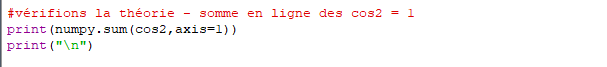 #vérifions la théorie - somme en ligne des cos2 = 1
print(numpy.sum(cos2,axis=1))
print("\n")